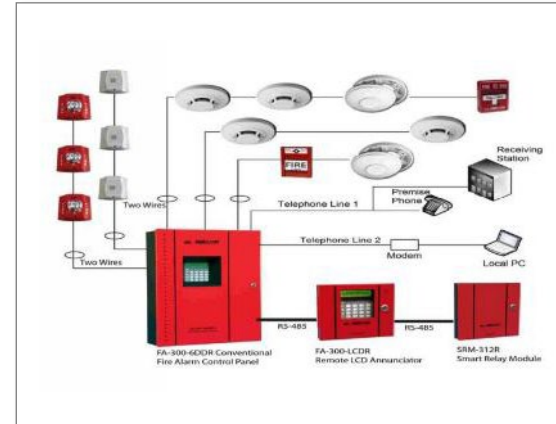 Receiving
Station
FIRE
Premise
Phone
Two Wires
Telephone Line 1
Telephone Line 2
Modem
Local PC
Two Wires
RS-485
RS-485
FA-300-6DDR Conventional
Fire Alarm Control Panel
FA-300-LCDR
Remote LCD Annunciator
SRM-312R
Smart Relay Module